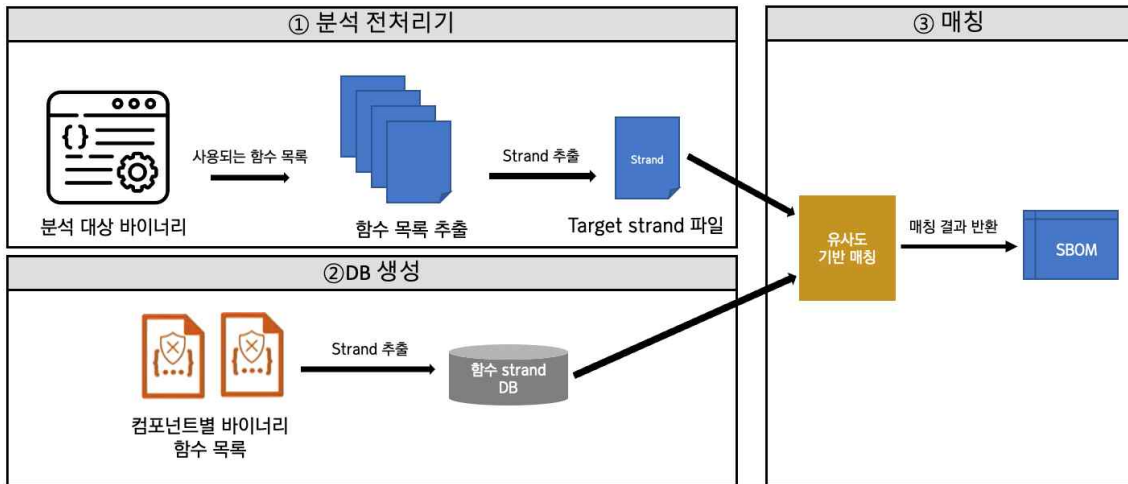 ① 분석 전처리기
{}
사용되는 함수 목록
Strand 추출
Strand
분석 대상 바이너리
함수 목록 추출
Target strand 파일
②DB 생성
{...}
{...}
Strand 추출
함수 strand
DB
컴포넌트별 바이너리
함수 목록
③ 매칭
유사도
기반 매칭
매칭 결과 반환
SBOM